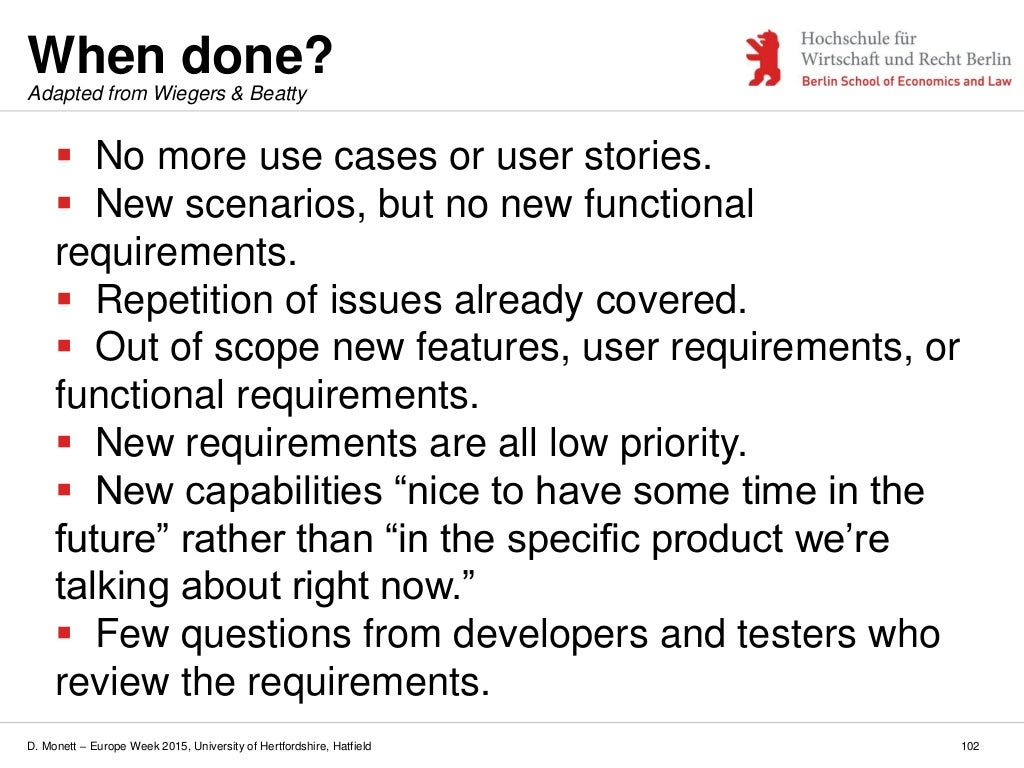 When done?
Adapted from Wiegers & Beatty
Hochschule für
Wirtschaft und Recht Berlin
Berlin School of Economics and Law
▪ No more use cases or user stories.
▪ New scenarios, but no new functional
requirements.
▪ Repetition of issues already covered.
▪ Out of scope new features, user requirements, or
functional requirements.
▪ New requirements are all low priority.
▪ New capabilities “nice to have some time in the
future” rather than “in the specific product we’re
talking about right now.”
▪ Few questions from developers and testers who
review the requirements.
D. Monett – Europe Week 2015, University of Hertfordshire, Hatfield
102